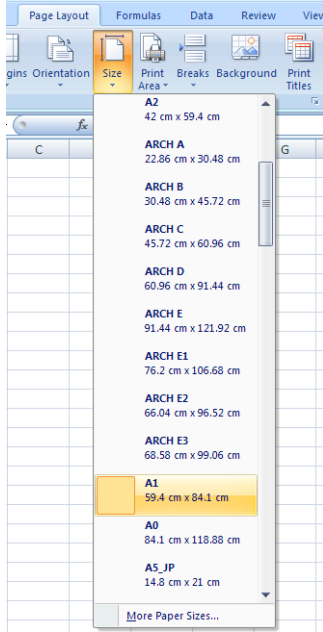 Page Layout Formulas Data Review View
gins Orientation Size Print Area Breaks Background Print Titles
fx
C G
A2
42 cm x 59.4 cm
ARCH A
22.86 cm x 30.48 cm
ARCH B
30.48 cm x 45.72 cm
ARCH C
45.72 cm x 60.96 cm
ARCH D
60.96 cm x 91.44 cm
ARCH E
91.44 cm x 121.92 cm
ARCH E1
76.2 cm x 106.68 cm
ARCH E2
66.04 cm x 96.52 cm
ARCH E3
68.58 cm x 99.06 cm
A1
59.4 cm x 84.1 cm
A0
84.1 cm x 118.88 cm
A5_JP
14.8 cm x 21 cm
More Paper Sizes...